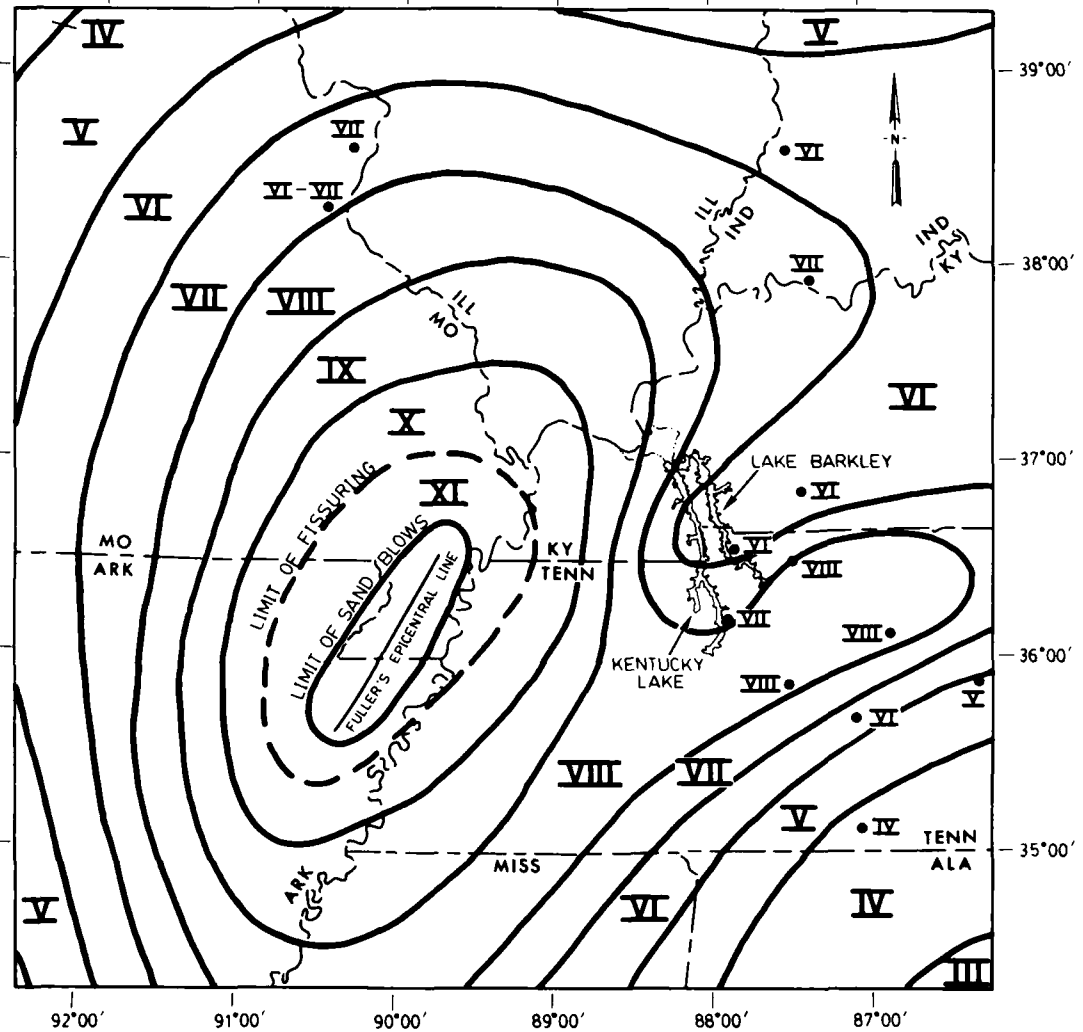 IV
V
39°00'
V
VII
VI
VI
VI-VII
N
ILL
IND
IND
KY
38°00'
VII
VII
VIII
ILL
MO
IX
VI
X
37°00'
LAKE BARKLEY
VI
XI
LIMIT OF FISSURING
LIMIT OF SAND BLOWS
FULLER'S EPICENTRAL LINE
MO
ARK
KY
TENN
VI
VIII
VII
VIII
36°00'
KENTUCKY
LAKE
VIII
V
VI
VIII
VII
V
IV
TENN
ALA
35°00'
MISS
ARK
V
VI
IV
III
92°00'
91°00'
90°00'
89°00'
88°00'
87°00'